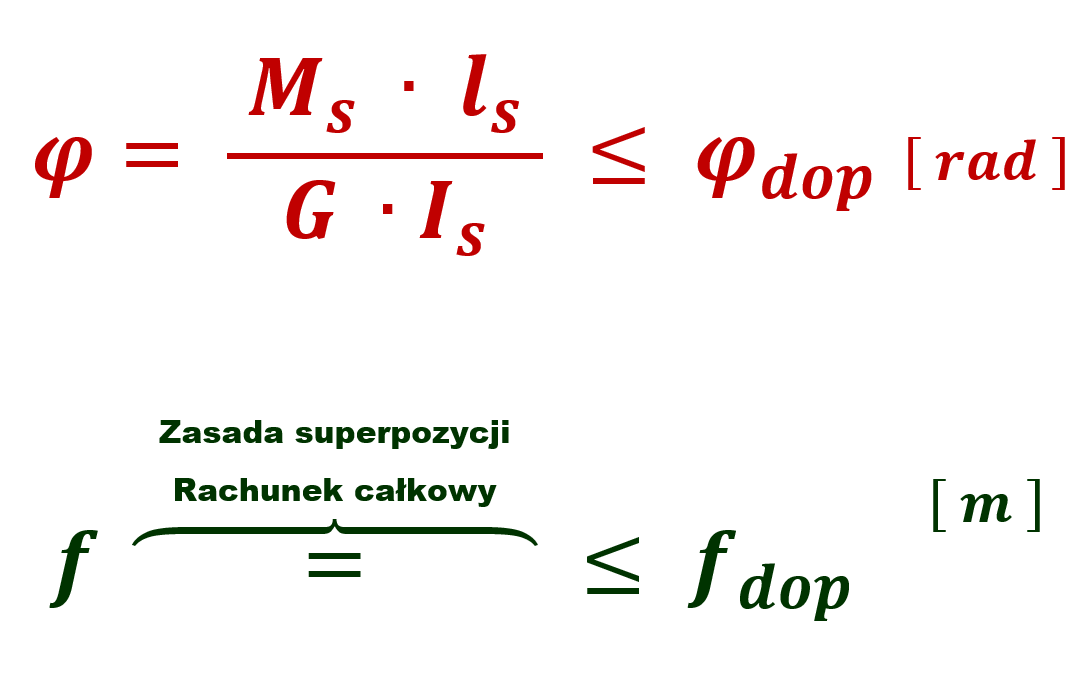 φ = M_s · l_s / G · I_s ≤ φ_dop [ rad ]
Zasada superpozycji
Rachunek całkowy
[ m ]
f = ≤ f_dop